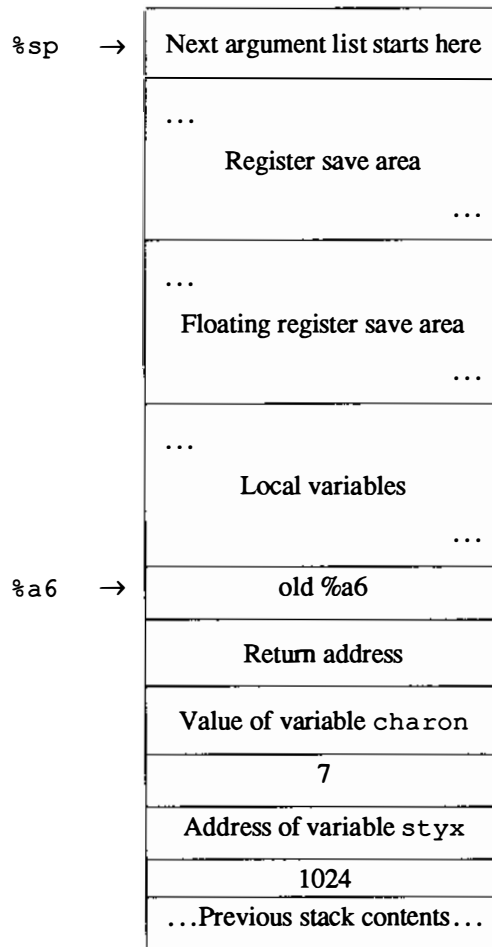 %sp → Next argument list starts here
...
Register save area
...
...
Floating register save area
...
...
Local variables
...
%a6 → old %a6
Return address
Value of variable charon
7
Address of variable styx
1024
...Previous stack contents...